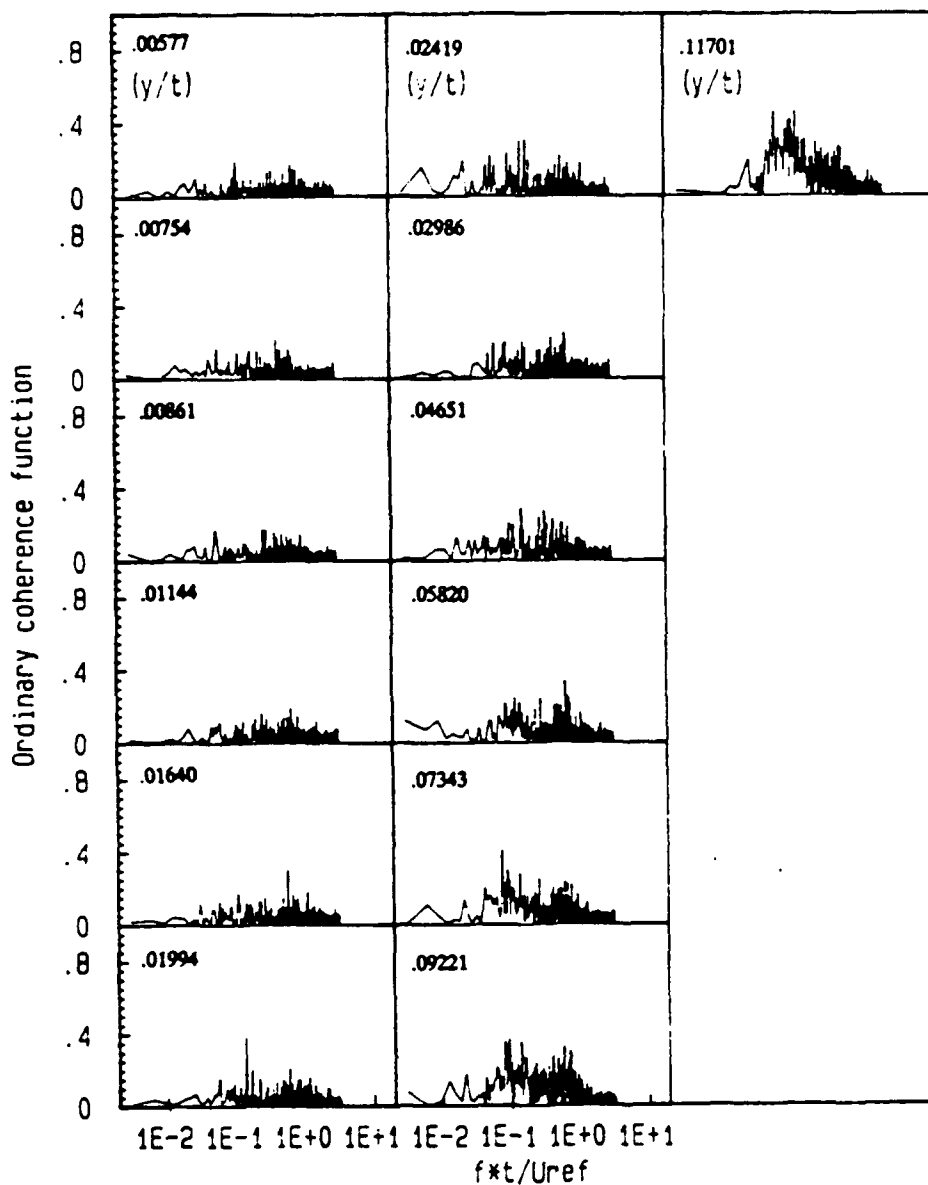 .8 .00577 .02419 .11701
(y/t) (y/t) (y/t)
.4
0
.8 .00754 .02986
.4
0
.8 .00861 .04651
.4
0
.8 .01144 .05820
.4
0
.8 .01640 .07343
.4
0
.8 .01994 .09221
.4
0
1E-2 1E-1 1E+0 1E+1 1E-2 1E-1 1E+0 1E+1
f*t/Uref
Ordinary coherence function